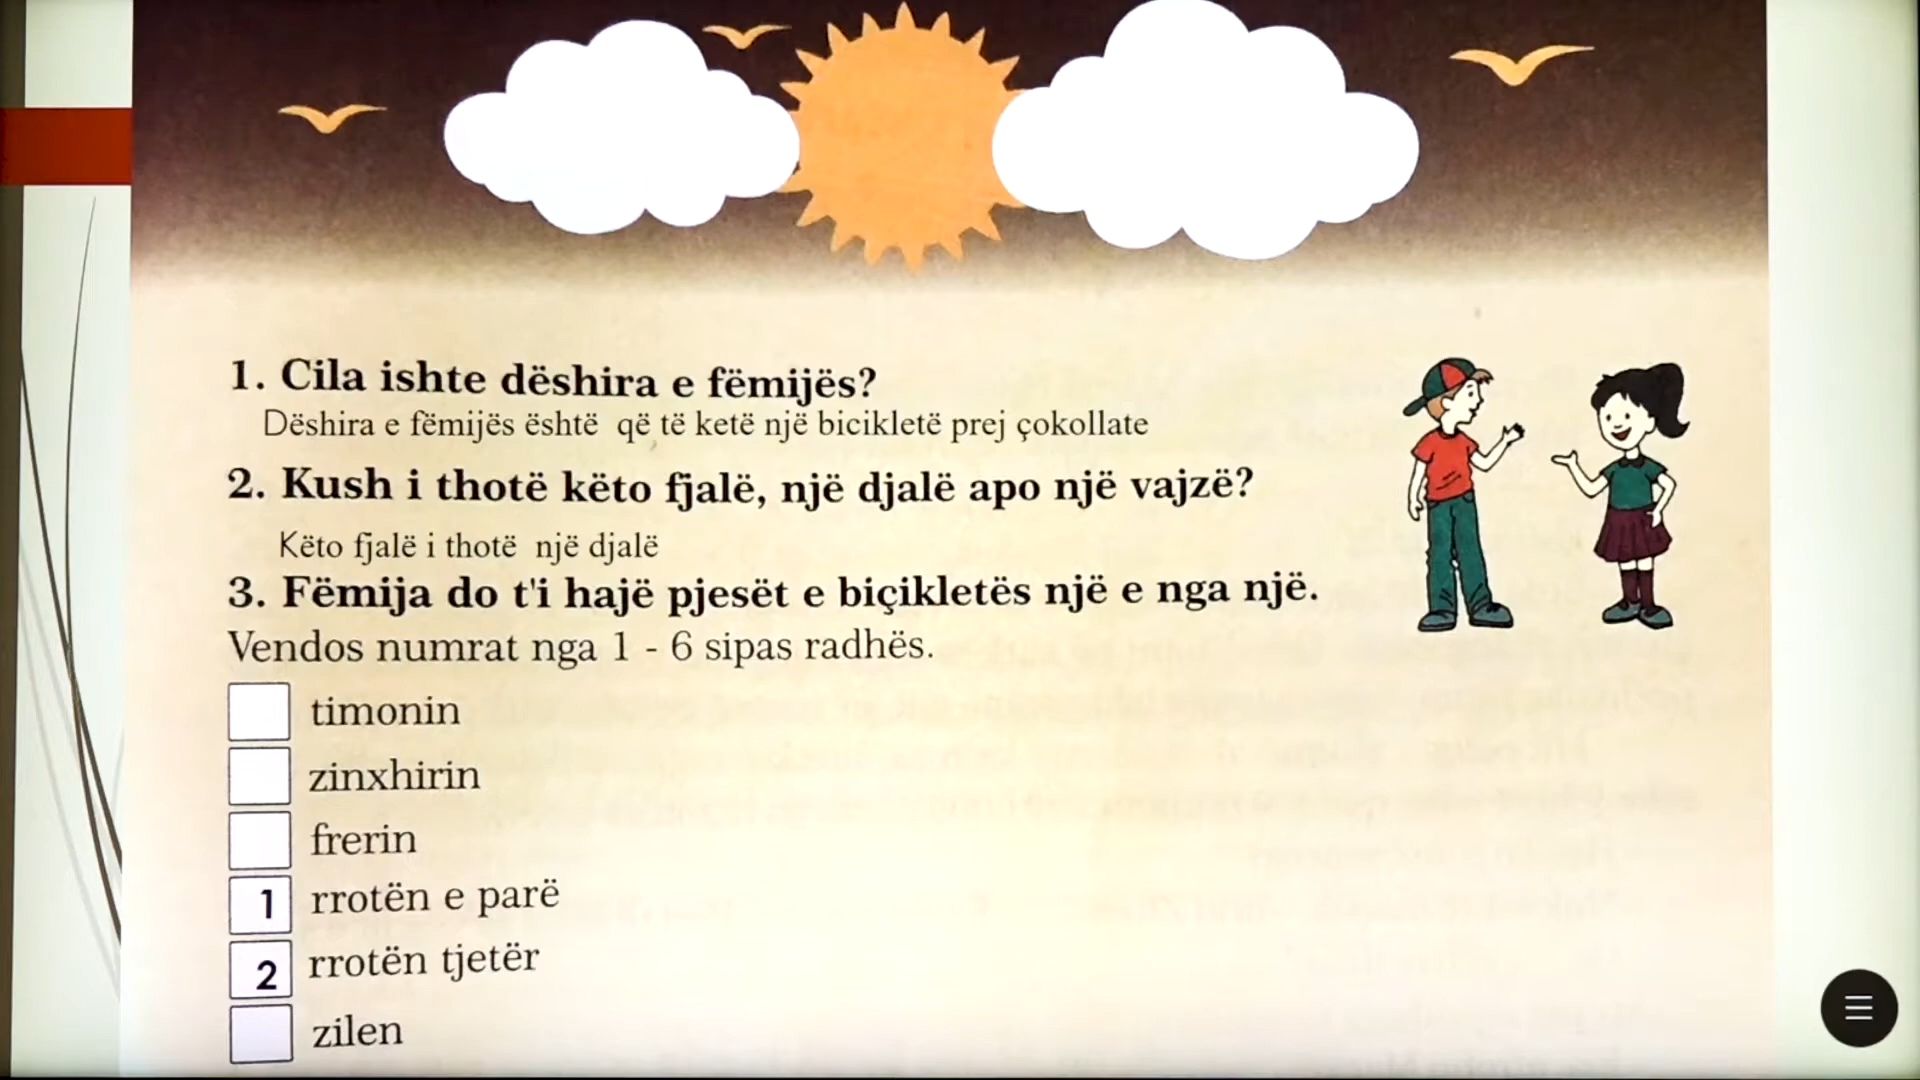 1. Cila ishte dëshira e fëmijës?
Dëshira e fëmijës është që të ketë një bicikletë prej çokollate
2. Kush i thotë këto fjalë, një djalë apo një vajzë?
Këto fjalë i thotë një djalë
3. Fëmija do t'i hajë pjesët e biçikletës një e nga një.
Vendos numrat nga 1 - 6 sipas radhës.
timonin
zinxhirin
frerin
1 rrotën e parë
2 rrotën tjetër
zilen